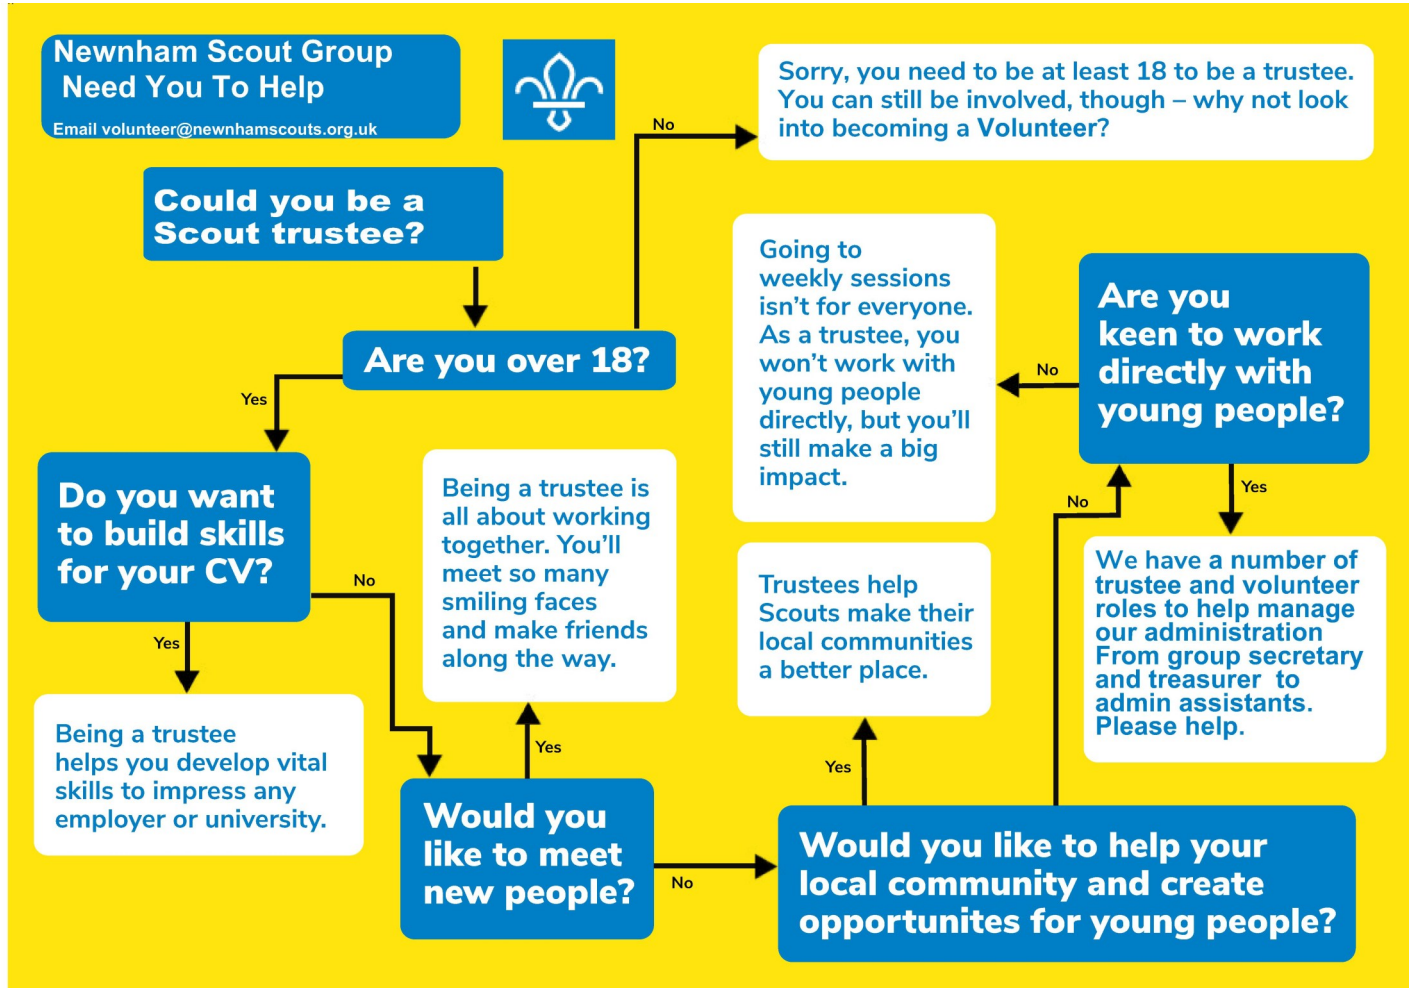 Newnham Scout Group
Need You To Help
Email volunteer@newnhamscouts.org.uk
Could you be a
Scout trustee?
Are you over 18?
No
Sorry, you need to be at least 18 to be a trustee.
You can still be involved, though – why not look
into becoming a Volunteer?
Yes
Do you want
to build skills
for your CV?
Yes
Being a trustee
helps you develop vital
skills to impress any
employer or university.
No
Would you
like to meet
new people?
Yes
Being a trustee is
all about working
together. You’ll
meet so many
smiling faces
and make friends
along the way.
No
Would you like to help your
local community and create
opportunites for young people?
Yes
Trustees help
Scouts make their
local communities
a better place.
No
Are you
keen to work
directly with
young people?
No
Going to
weekly sessions
isn’t for everyone.
As a trustee, you
won’t work with
young people
directly, but you’ll
still make a big
impact.
Yes
We have a number of
trustee and volunteer
roles to help manage
our administration
From group secretary
and treasurer to
admin assistants.
Please help.